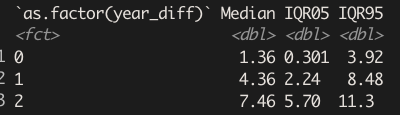 `as.factor(year_diff)` Median IQR05 IQR95
<fct> <dbl> <dbl> <dbl>
1 0 1.36 0.301 3.92
2 1 4.36 2.24 8.48
3 2 7.46 5.70 11.3